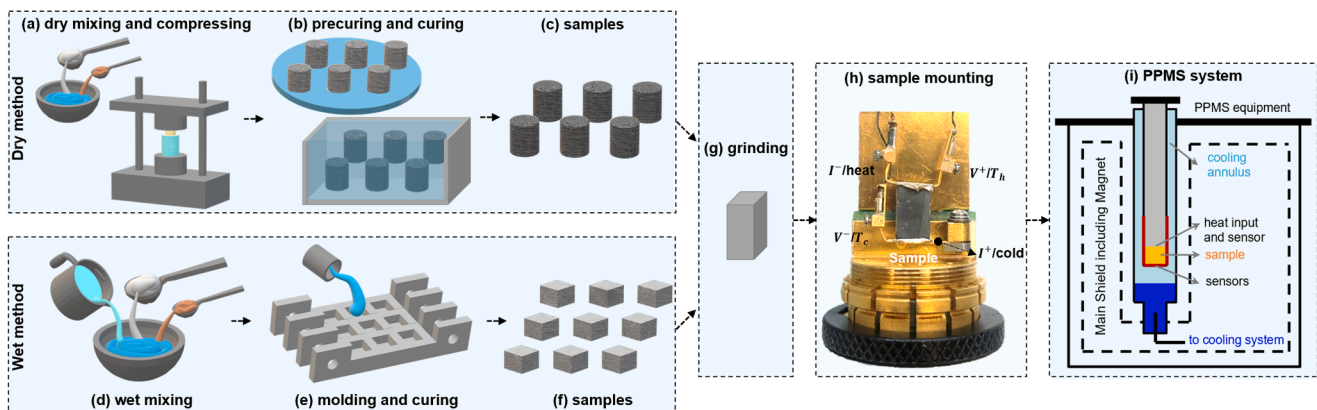 (a) dry mixing and compressing
(b) precuring and curing
(c) samples
Dry method
(g) grinding
(h) sample mounting
I⁻/heat
V⁺/T_h
V⁻/T_c
Sample
I⁺/cold
(i) PPMS system
PPMS equipment
Main Shield including Magnet
cooling
annulus
heat input
and sensor
sample
sensors
to cooling system
Wet method
(d) wet mixing
(e) molding and curing
(f) samples